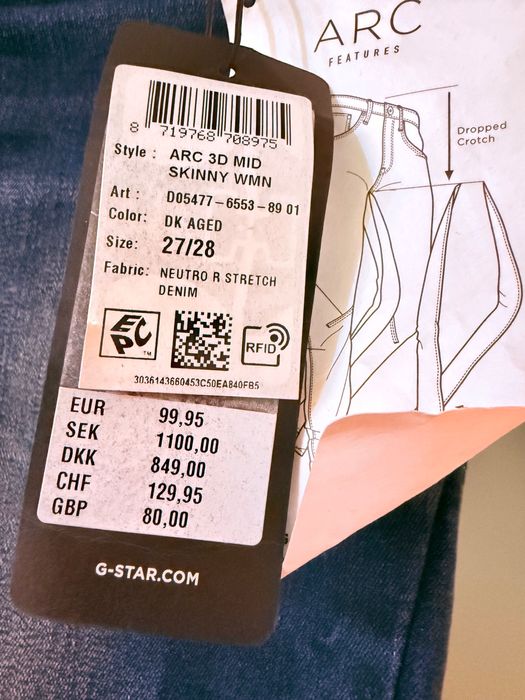 ARC
FEATURES
Dropped
Crotch
8 719768 708975
Style : ARC 3D MID
SKINNY WMN
Art : D05477-6553-89 01
Color: DK AGED
Size: 27/28
Fabric: NEUTRO R STRETCH
DENIM
EPC TM
RFID
3036143660453C50EA840FB5
EUR 99,95
SEK 1100,00
DKK 849,00
CHF 129,95
GBP 80,00
G-STAR.COM